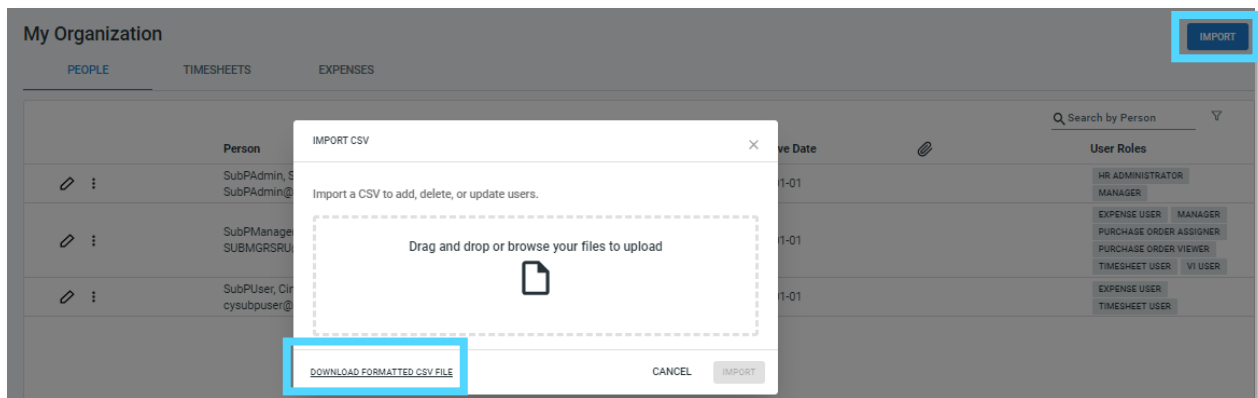 My Organization
IMPORT
PEOPLE TIMESHEETS EXPENSES
Search by Person
Person ve Date User Roles
SubPAdmin, S
SubPAdmin@
1-01
HR ADMINISTRATOR
MANAGER
SubPManage
SUBMGRSRU
1-01
EXPENSE USER MANAGER
PURCHASE ORDER ASSIGNER
PURCHASE ORDER VIEWER
TIMESHEET USER VI USER
SubPUser, Cin
cysubpuser@
1-01
EXPENSE USER
TIMESHEET USER
IMPORT CSV
Import a CSV to add, delete, or update users.
Drag and drop or browse your files to upload
DOWNLOAD FORMATTED CSV FILE CANCEL IMPORT